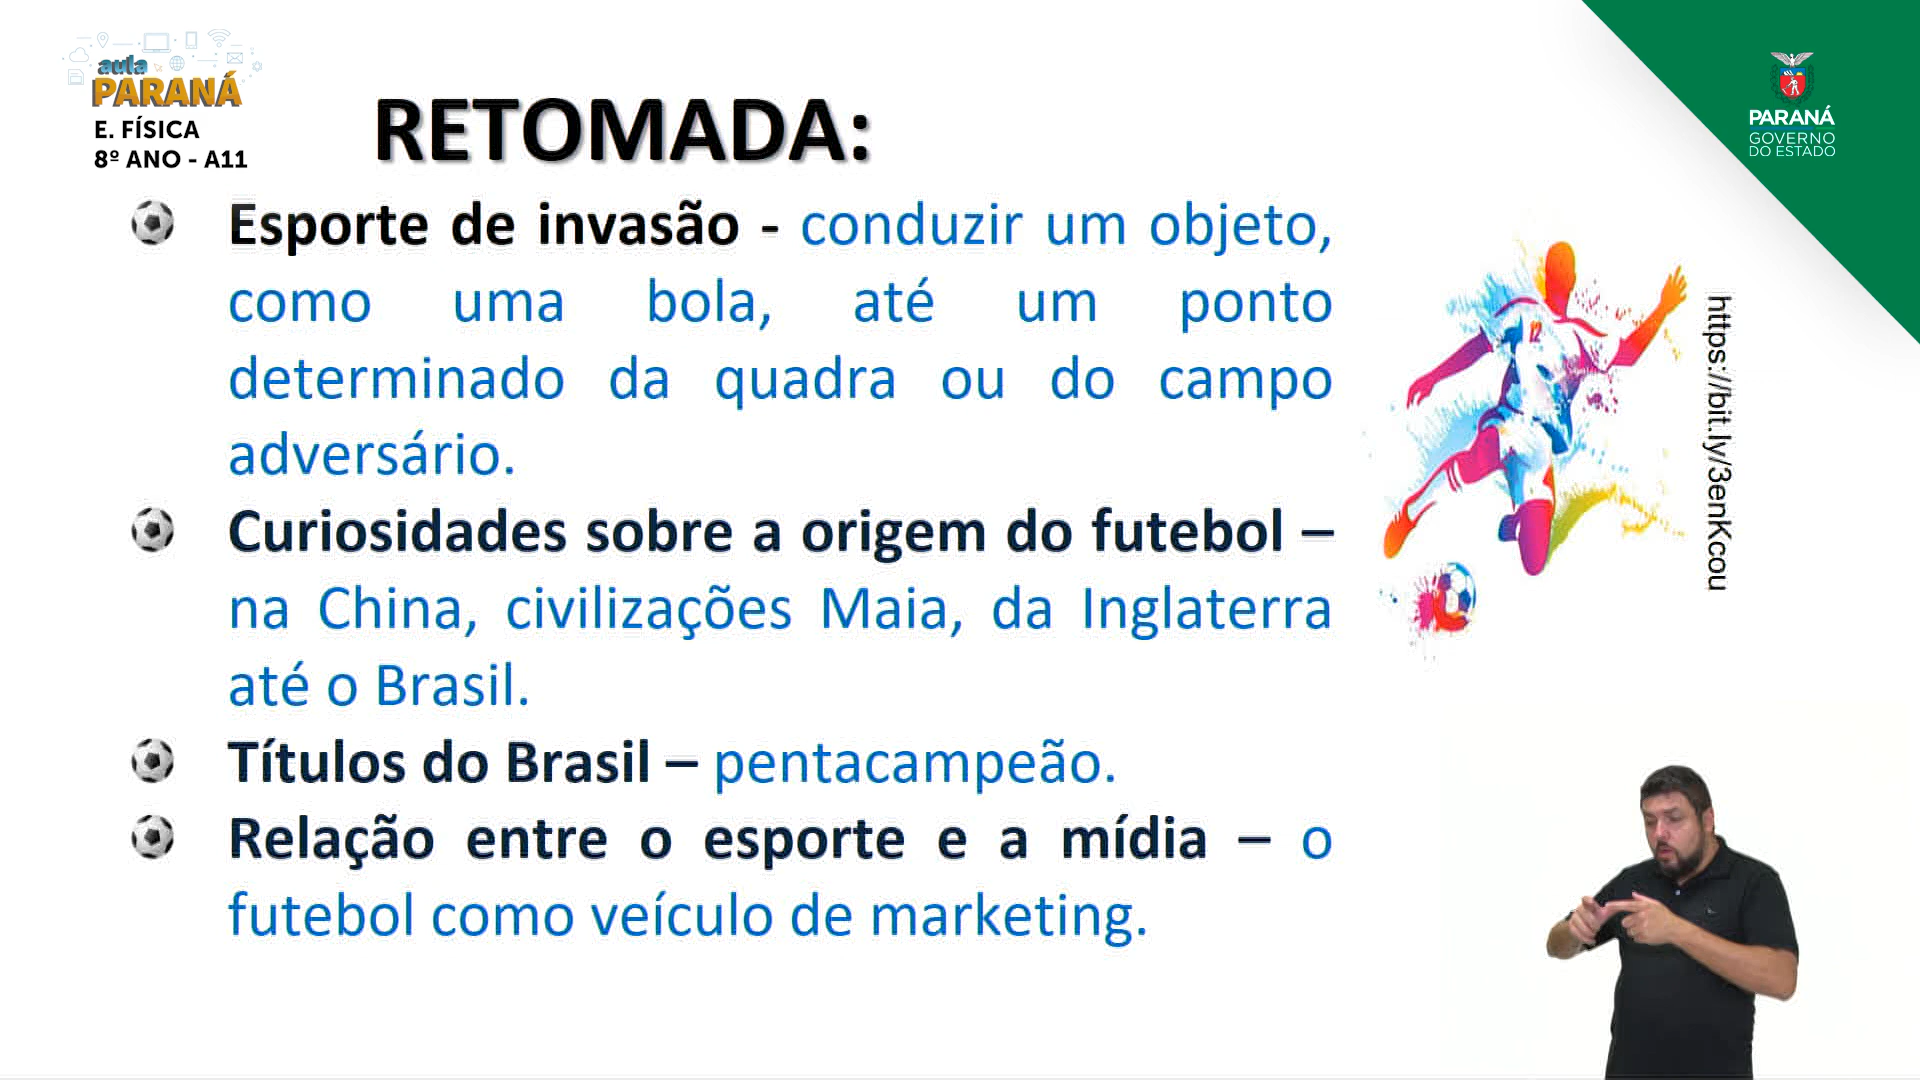 aula
PARANÁ
E. FÍSICA
8º ANO - A11
RETOMADA:
PARANÁ
GOVERNO
DO ESTADO
Esporte de invasão - conduzir um objeto,
como uma bola, até um ponto
determinado da quadra ou do campo
adversário.
Curiosidades sobre a origem do futebol –
na China, civilizações Maia, da Inglaterra
até o Brasil.
Títulos do Brasil – pentacampeão.
Relação entre o esporte e a mídia – o
futebol como veículo de marketing.
https://bit.ly/3enKcou
12